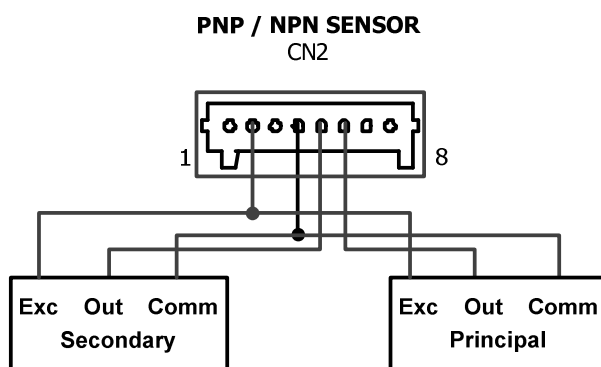 PNP / NPN SENSOR
CN2
1 8
Exc Out Comm
Secondary
Exc Out Comm
Principal